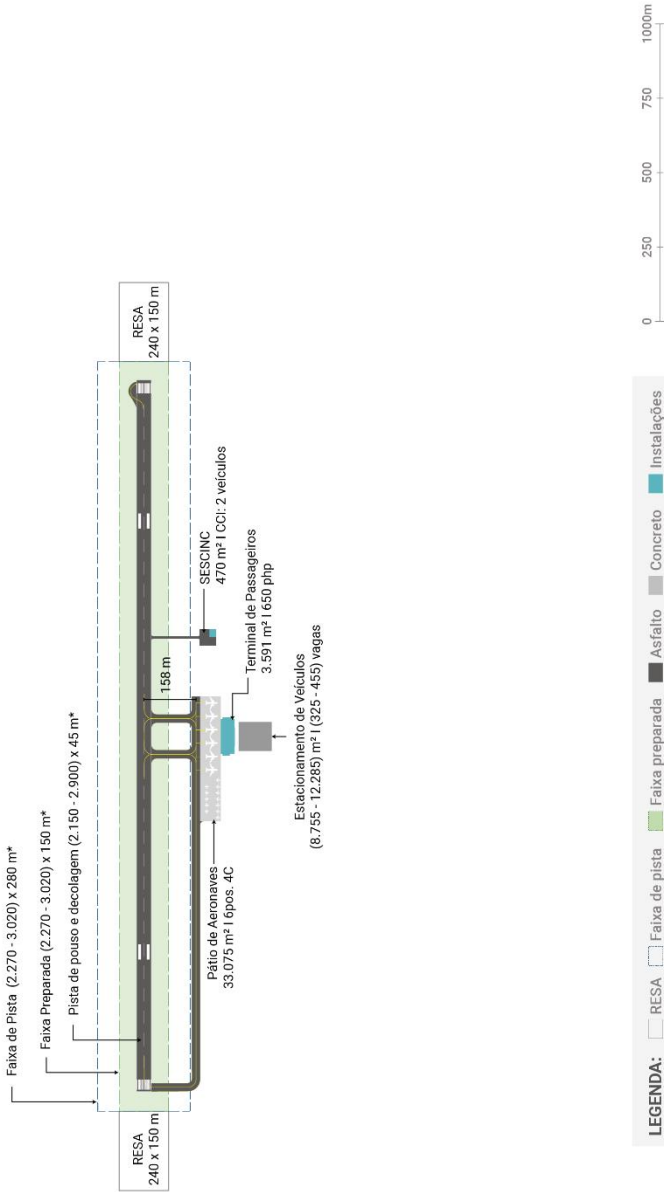 Faixa de Pista (2.270 - 3.020) x 280 m*
Faixa Preparada (2.270 - 3.020) x 150 m*
Pista de pouso e decolagem (2.150 - 2.900) x 45 m*
RESA
240 x 150 m
RESA
240 x 150 m
158 m
SESCINC
470 m² I CCI: 2 veículos
Terminal de Passageiros
3.591 m² I 650 php
Pátio de Aeronaves
33.075 m² I 6pos. 4C
Estacionamento de Veículos
(8.755 - 12.285) m² I (325 - 455) vagas
LEGENDA: RESA Faixa de pista Faixa preparada Asfalto Concreto Instalações
0 250 500 750 1000m